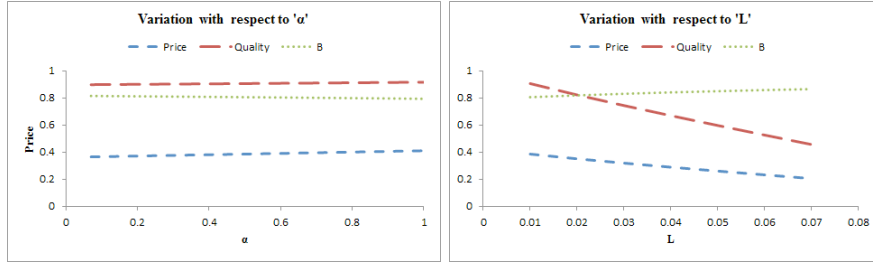 Variation with respect to 'α'
Price Quality B
1
0.8
0.6
0.4
0.2
0
Price
0 0.2 0.4 0.6 0.8 1
α
Variation with respect to 'L'
Price Quality B
1
0.8
0.6
0.4
0.2
0
0 0.01 0.02 0.03 0.04 0.05 0.06 0.07 0.08
L